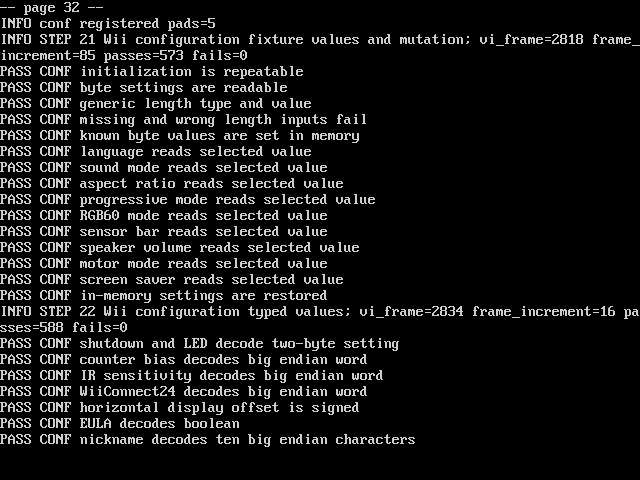 -- page 32 --
INFO conf registered pads=5
INFO STEP 21 Wii configuration fixture values and mutation; vi_frame=2818 frame_
increment=85 passes=573 fails=0
PASS CONF initialization is repeatable
PASS CONF byte settings are readable
PASS CONF generic length type and value
PASS CONF missing and wrong length inputs fail
PASS CONF known byte values are set in memory
PASS CONF language reads selected value
PASS CONF sound mode reads selected value
PASS CONF aspect ratio reads selected value
PASS CONF progressive mode reads selected value
PASS CONF RGB60 mode reads selected value
PASS CONF sensor bar reads selected value
PASS CONF speaker volume reads selected value
PASS CONF motor mode reads selected value
PASS CONF screen saver reads selected value
PASS CONF in-memory settings are restored
INFO STEP 22 Wii configuration typed values; vi_frame=2834 frame_increment=16 pa
sses=588 fails=0
PASS CONF shutdown and LED decode two-byte setting
PASS CONF counter bias decodes big endian word
PASS CONF IR sensitivity decodes big endian word
PASS CONF WiiConnect24 decodes big endian word
PASS CONF horizontal display offset is signed
PASS CONF EULA decodes boolean
PASS CONF nickname decodes ten big endian characters